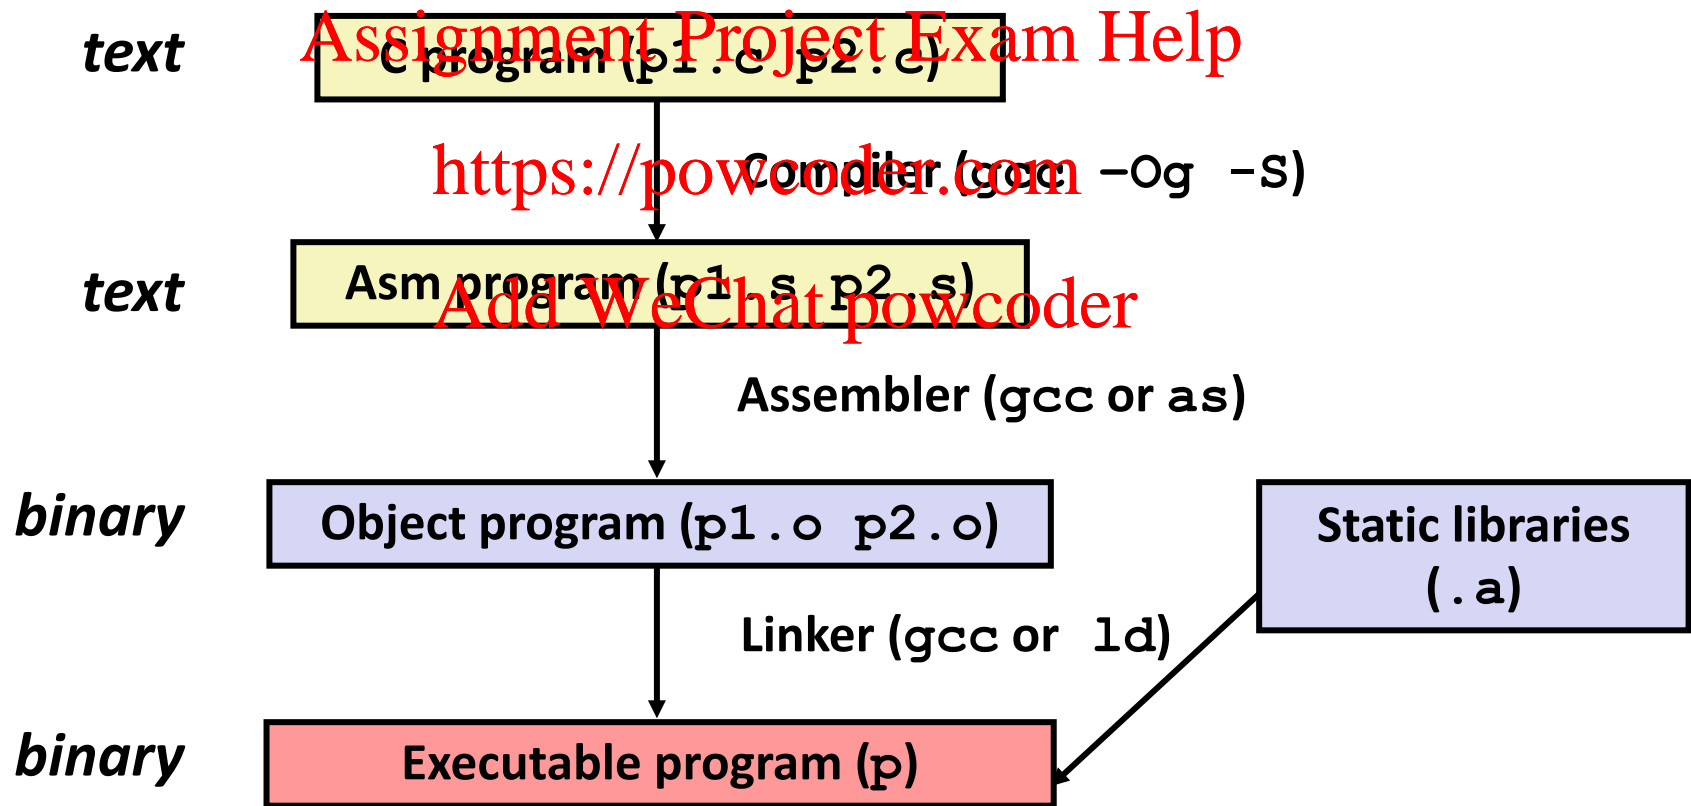 text
Assignment Project Exam Help
C program (p1.c p2.c)
https://powcoder.com
Compiler (gcc –Og -S)
text
Asm program (p1.s p2.s)
Add WeChat powcoder
Assembler (gcc or as)
binary
Object program (p1.o p2.o)
Static libraries
(.a)
Linker (gcc or ld)
binary
Executable program (p)